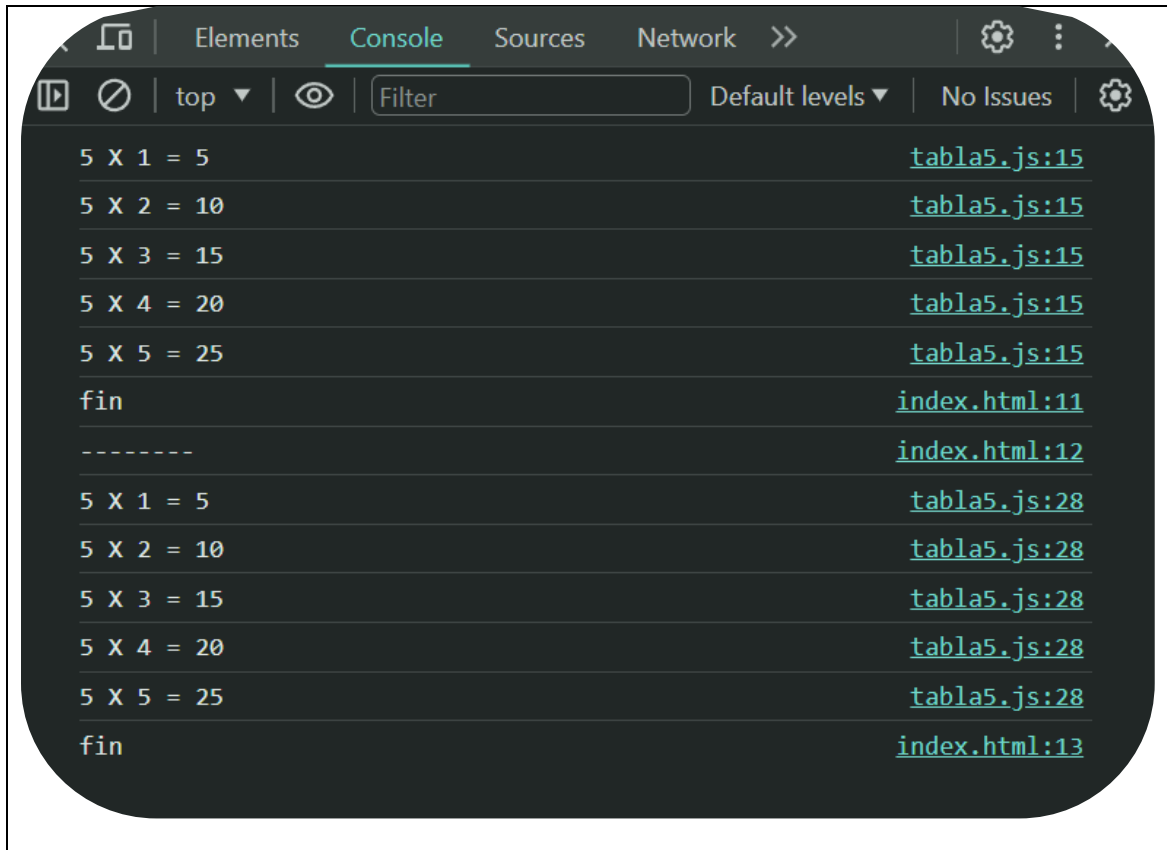 Elements Console Sources Network
top Filter Default levels No Issues
5 X 1 = 5 tabla5.js:15
5 X 2 = 10 tabla5.js:15
5 X 3 = 15 tabla5.js:15
5 X 4 = 20 tabla5.js:15
5 X 5 = 25 tabla5.js:15
fin index.html:11
-------- index.html:12
5 X 1 = 5 tabla5.js:28
5 X 2 = 10 tabla5.js:28
5 X 3 = 15 tabla5.js:28
5 X 4 = 20 tabla5.js:28
5 X 5 = 25 tabla5.js:28
fin index.html:13